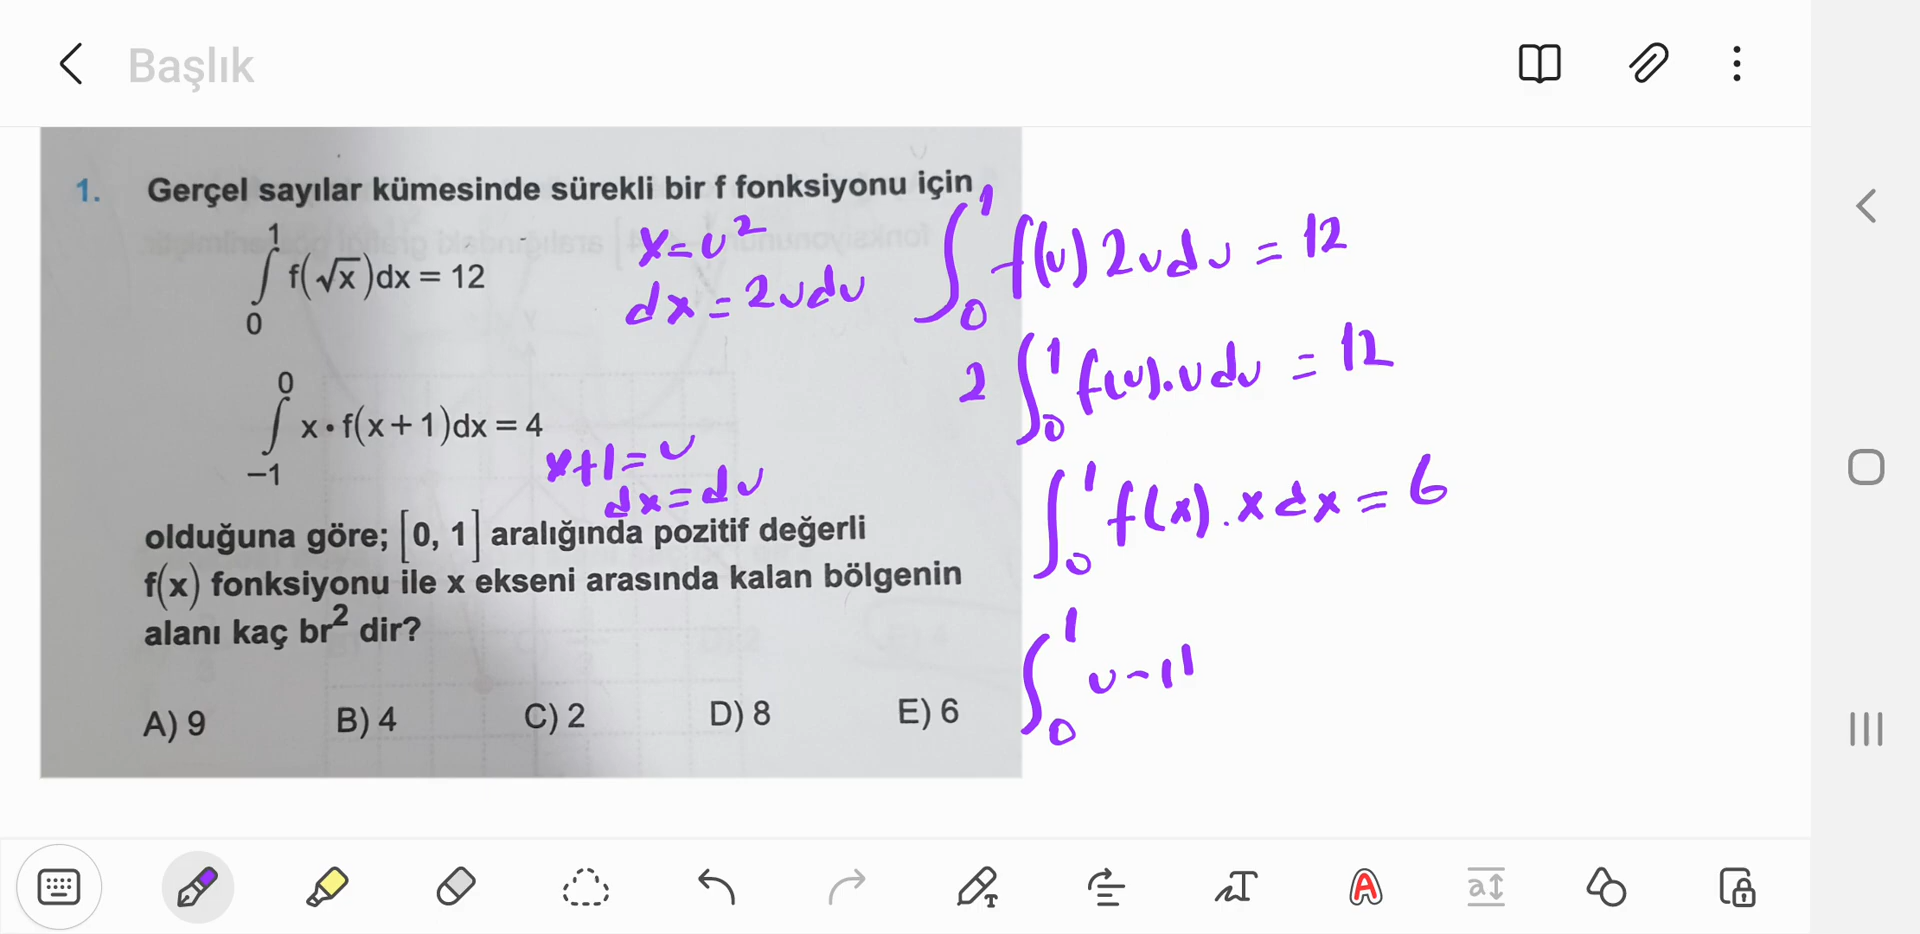 Başlık
1. Gerçel sayılar kümesinde sürekli bir f fonksiyonu için
∫₀¹ f(√x)dx = 12
x=u²
dx=2udu
∫₋₁⁰ x·f(x+1)dx = 4
x+1=u
dx=du
olduğuna göre; [0, 1] aralığında pozitif değerli
f(x) fonksiyonu ile x ekseni arasında kalan bölgenin
alanı kaç br² dir?
A) 9 B) 4 C) 2 D) 8 E) 6
∫₀¹ f(u) 2udu = 12
2 ∫₀¹ f(u).udu = 12
∫₀¹ f(x).xdx = 6
∫₀¹ u-1
T
T
A
a